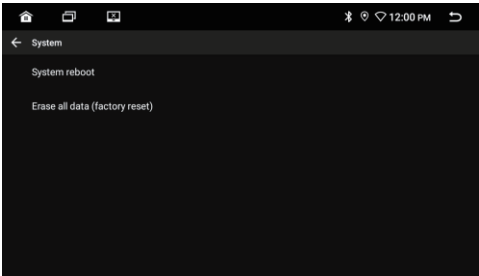 12:00 PM
System
System reboot
Erase all data (factory reset)